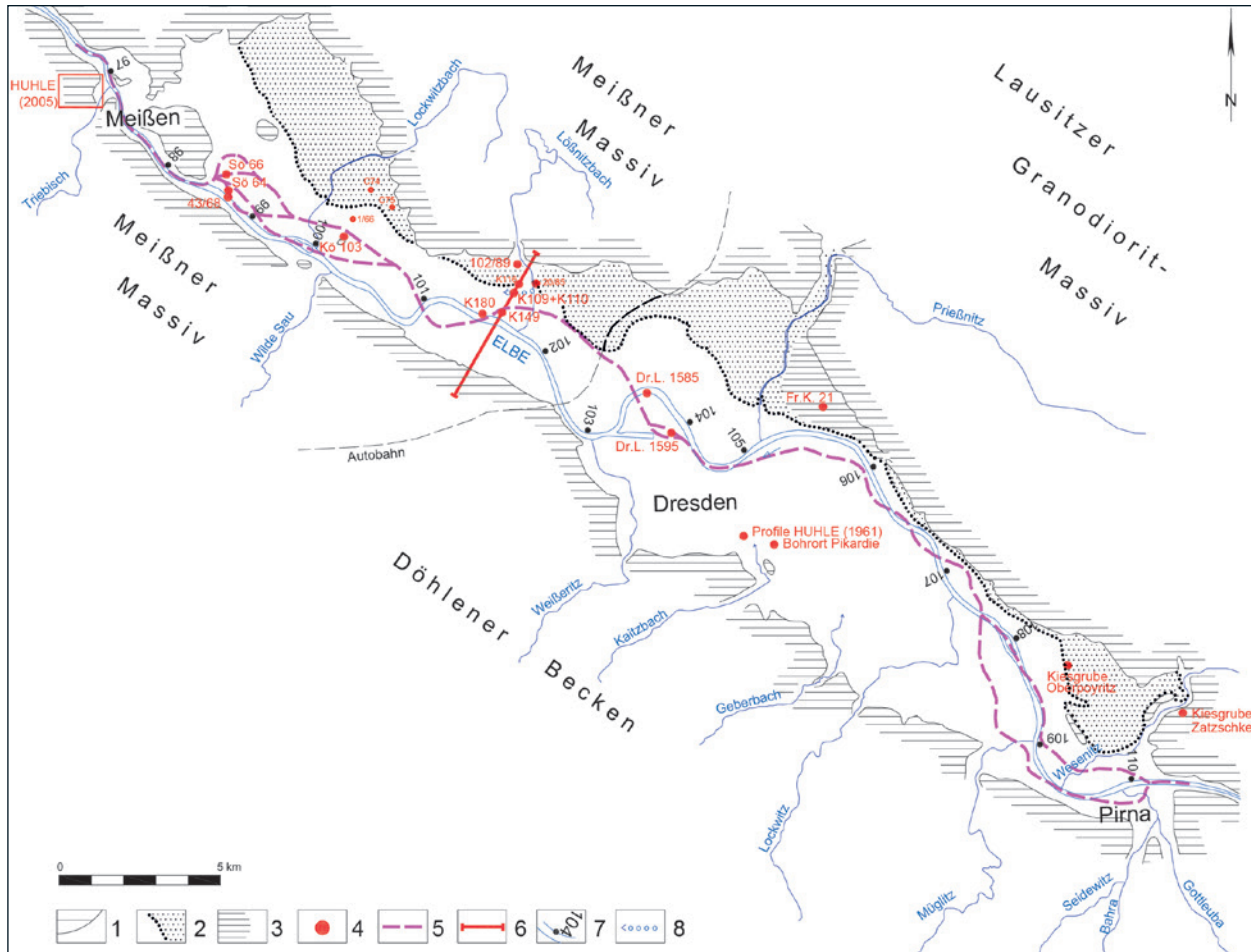 Meißner
Massiv
Lausitzer
Granodiorit-
Massiv
N
HUHLE
(2005)
97
Meißen
Triebisch
98
Lockwitzbach
Lößnitzbach
Sö 66
Sö 64
43/68
99
1/66
Kö 103
Meißner
Massiv
Wilde Sau
101
102/89
K109+K110
K180
K149
ELBE
102
Prießnitz
Dr.L. 1585
Fr.K. 21
103
104
105
Dr.L. 1595
Autobahn
106
Dresden
Profile HUHLE (1961)
Bohrort Pikardie
107
Döhlener
Becken
Weißeritz
Kaitzbach
Geberbach
108
Kiesgrube
Oberpoyritz
Kiesgrube
Zatzschke
109
Wesenitz
110
Pirna
Lockwitz
Müglitz
Seidewitz
Bahra
Gottleuba
0 5 km
1 2 3 4 5 6 104 7 8